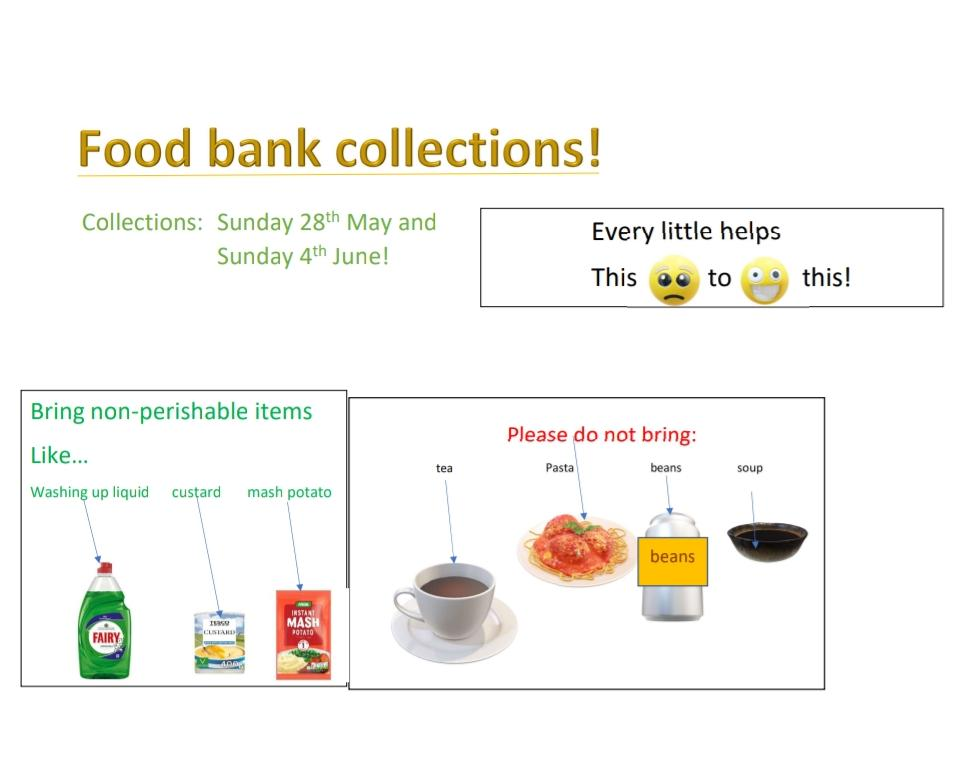 Food bank collections!
Collections: Sunday 28th May and
Sunday 4th June!
Every little helps
This to this!
Bring non-perishable items
Like...
Washing up liquid custard mash potato
FAIRY
TESCO
CUSTARD
400g
INSTANT
MASH
POTATO
Please do not bring:
tea Pasta beans soup
beans